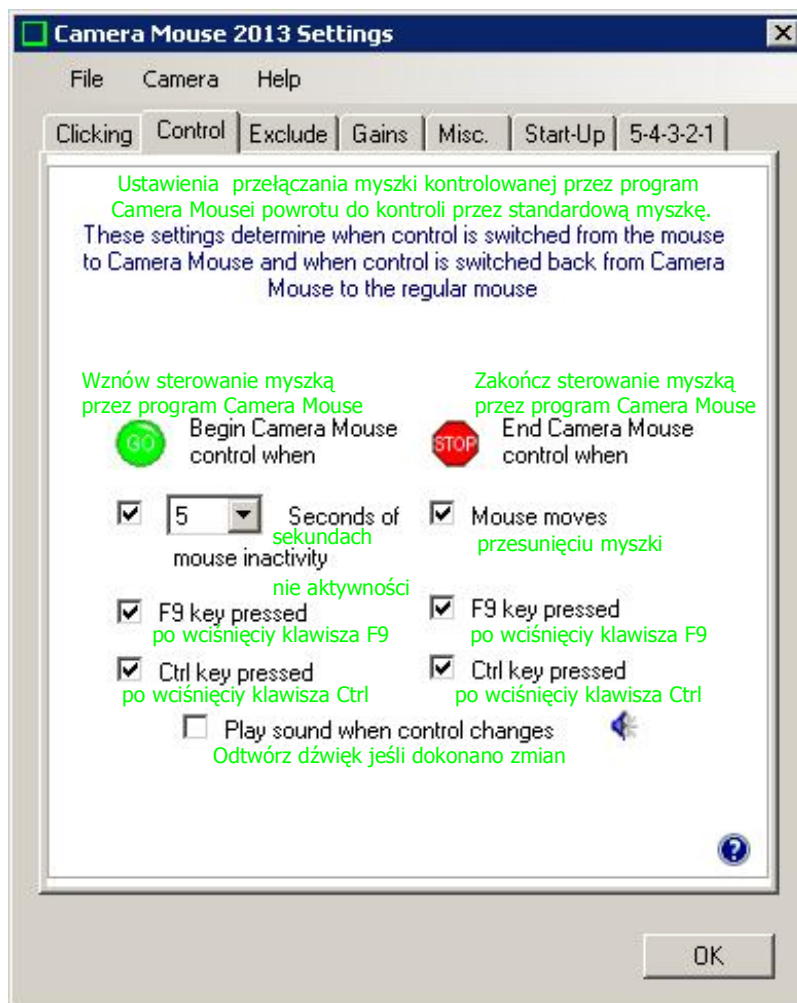 Camera Mouse 2013 Settings
File Camera Help
Clicking Control Exclude Gains Misc. Start-Up 5-4-3-2-1
Ustawienia przełączania myszki kontrolowanej przez program
Camera Mousei powrotu do kontroli przez standardową myszkę.
These settings determine when control is switched from the mouse
to Camera Mouse and when control is switched back from Camera
Mouse to the regular mouse
Wznów sterowanie myszką
przez program Camera Mouse
GO
Begin Camera Mouse
control when
5 Seconds of
sekundach
mouse inactivity
nie aktywności
F9 key pressed
po wciśnięciy klawisza F9
Ctrl key pressed
po wciśnięciy klawisza Ctrl
Zakończ sterowanie myszką
przez program Camera Mouse
STOP
End Camera Mouse
control when
Mouse moves
przesunięciu myszki
F9 key pressed
po wciśnięciy klawisza F9
Ctrl key pressed
po wciśnięciy klawisza Ctrl
Play sound when control changes
Odtwórz dźwięk jeśli dokonano zmian
?
OK